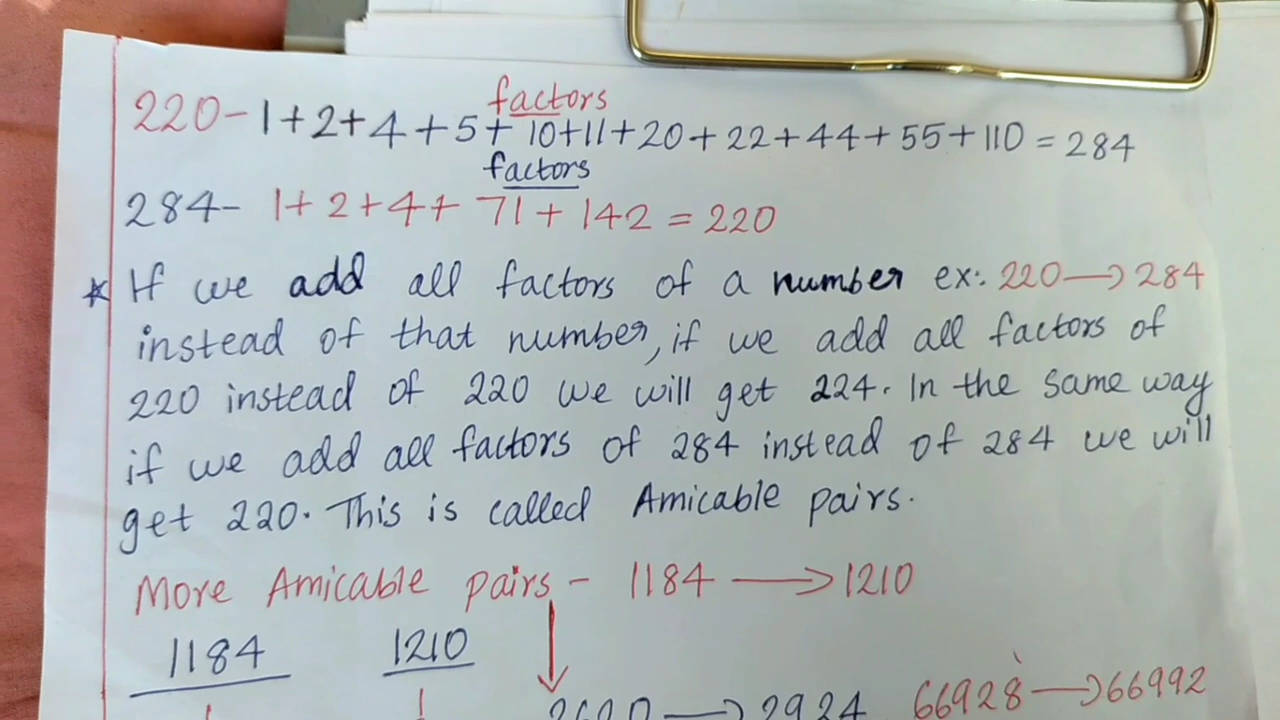 factors
220- 1+2+4+5+ 10+11+20+22+44+55+110 = 284
factors
284- 1+2+4+ 71+ 142 = 220
* If we add all factors of a number ex: 220→284
instead of that number, if we add all factors of
220 instead of 220 we will get 224. In the same way
if we add all factors of 284 instead of 284 we will
get 220. This is called Amicable pairs.
More Amicable pairs - 1184 → 1210
1184 1210
2620 → 2924 66928 → 66992